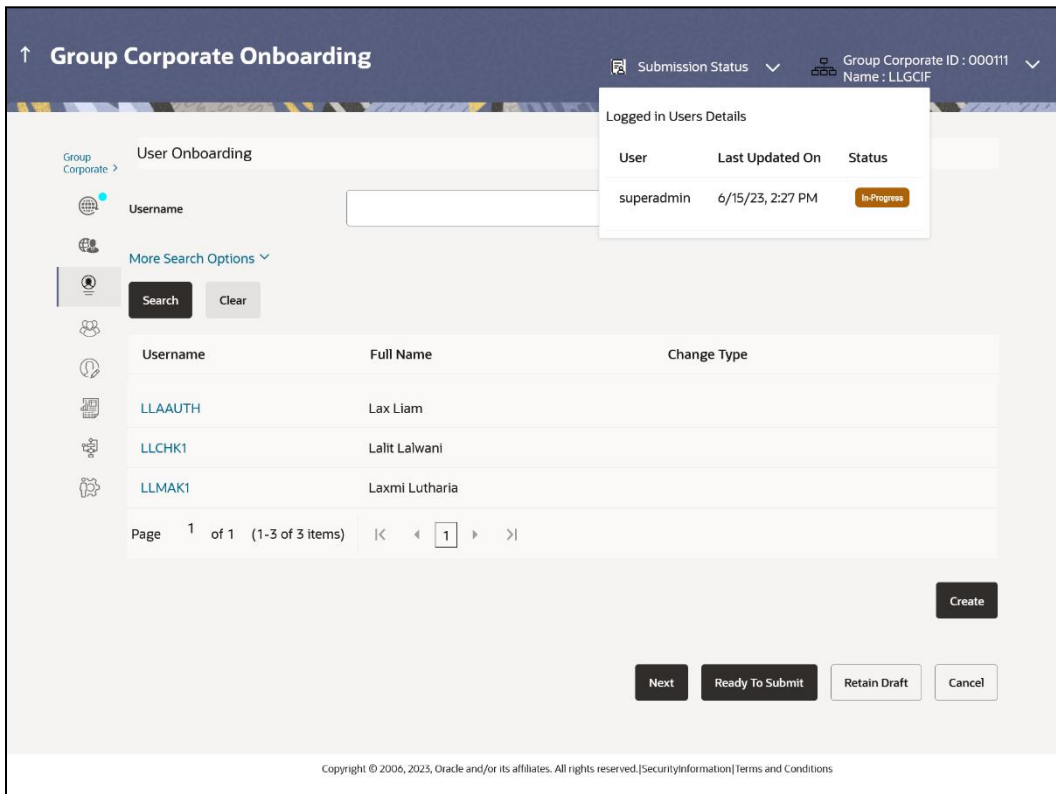 Group Corporate Onboarding
Submission Status
Group Corporate ID : 000111
Name : LLGCIF
Logged in Users Details
User Last Updated On Status
superadmin 6/15/23, 2:27 PM In-Progress
Group
Corporate >
User Onboarding
Username
More Search Options
Search Clear
Username Full Name Change Type
LLAAUTH Lax Liam
LLCHK1 Lalit Lalwani
LLMAK1 Laxmi Lutharia
Page 1 of 1 (1-3 of 3 items) 1
Create
Next Ready To Submit Retain Draft Cancel
Copyright © 2006, 2023, Oracle and/or its affiliates. All rights reserved.|SecurityInformation|Terms and Conditions